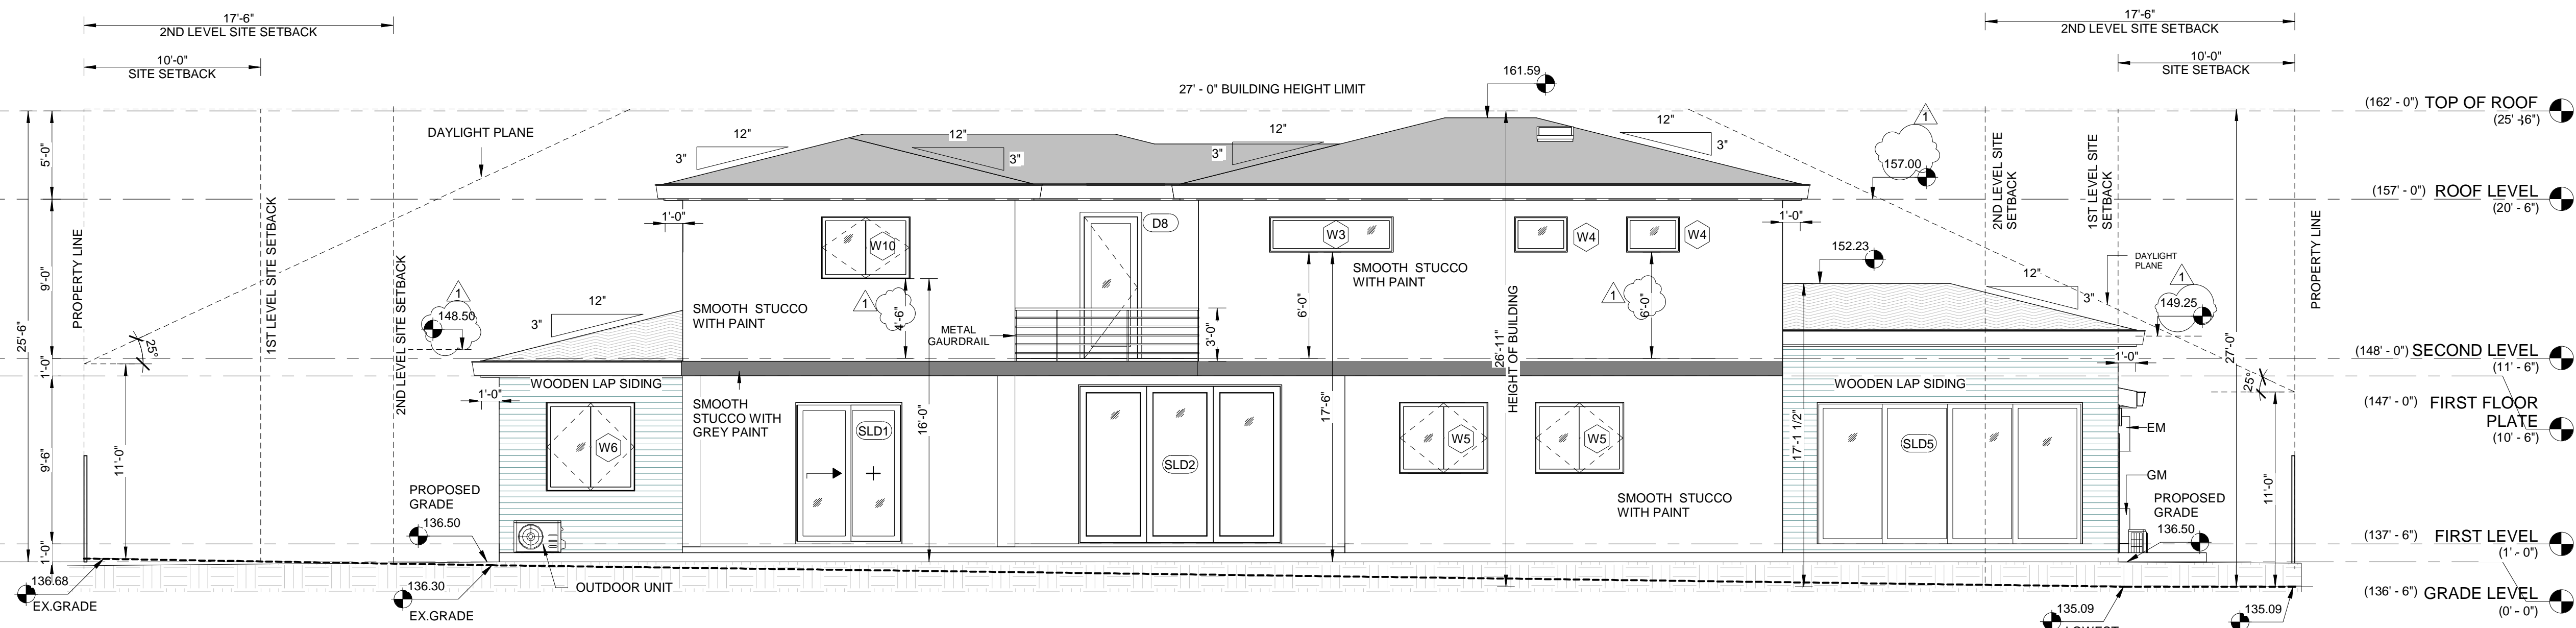 17'-6"
2ND LEVEL SITE SETBACK
10'-0"
SITE SETBACK
17'-6"
2ND LEVEL SITE SETBACK
10'-0"
SITE SETBACK
161.59
27' - 0" BUILDING HEIGHT LIMIT
(162' - 0") TOP OF ROOF
DAYLIGHT PLANE
12"
3"
12"
3"
12"
3"
12"
3"
1
157.00
2ND LEVEL SITE
SETBACK
1ST LEVEL SITE
SETBACK
(157' - 0") ROOF LEVEL
(20' - 6")
25'-6"
5'-0"
9'-0"
1'-0"
9'-6"
1'-0"
PROPERTY LINE
1ST LEVEL SITE SETBACK
2ND LEVEL SITE SETBACK
25°
11'-0"
1'-0"
W10
D8
W3
W4
W4
1'-0"
152.23
PROPERTY LINE
SMOOTH STUCCO
WITH PAINT
DAYLIGHT
PLANE
1
148.50
12"
3"
SMOOTH STUCCO
WITH PAINT
1
4'-6"
METAL
GAURDRAIL
3'-0"
6'-0"
1
6'-0"
26'-11"
HEIGHT OF BUILDING
12"
3"
1
149.25
27'-0"
(148' - 0") SECOND LEVEL
(11' - 6")
1'-0"
WOODEN LAP SIDING
WOODEN LAP SIDING
1'-0"
25°
SMOOTH
STUCCO WITH
GREY PAINT
16'-0"
17'-6"
17'-1 1/2"
(147' - 0") FIRST FLOOR
PLATE
(10' - 6")
W6
SLD1
SLD2
W5
W5
SLD5
EM
GM
11'-0"
PROPOSED
GRADE
136.50
SMOOTH STUCCO
WITH PAINT
PROPOSED
GRADE
136.50
(137' - 6") FIRST LEVEL
(1' - 0")
136.68
EX.GRADE
136.30
EX.GRADE
OUTDOOR UNIT
135.09
135.09
(136' - 6") GRADE LEVEL
(0' - 0")